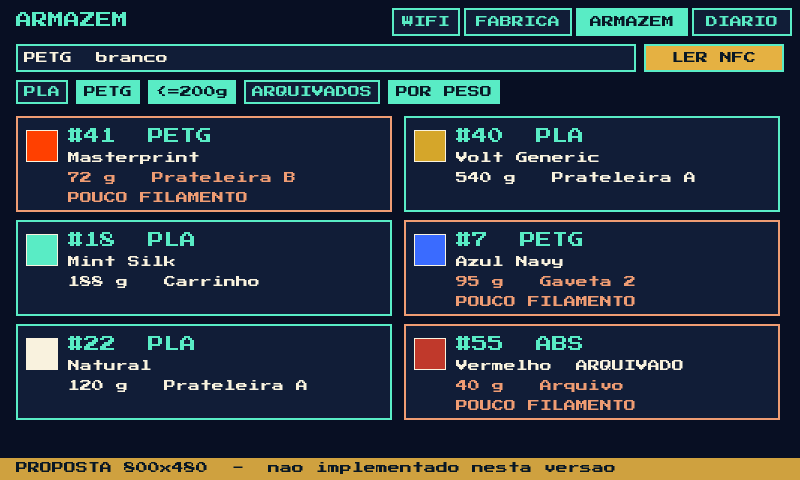 ARMAZEM
WIFI FABRICA ARMAZEM DIARIO
PETG branco
LER NFC
PLA PETG <=200g ARQUIVADOS POR PESO
#41 PETG
Masterprint
72 g Prateleira B
POUCO FILAMENTO
#40 PLA
Volt Generic
540 g Prateleira A
#18 PLA
Mint Silk
188 g Carrinho
#7 PETG
Azul Navy
95 g Gaveta 2
POUCO FILAMENTO
#22 PLA
Natural
120 g Prateleira A
#55 ABS
Vermelho ARQUIVADO
40 g Arquivo
POUCO FILAMENTO
PROPOSTA 800x480 - nao implementado nesta versao